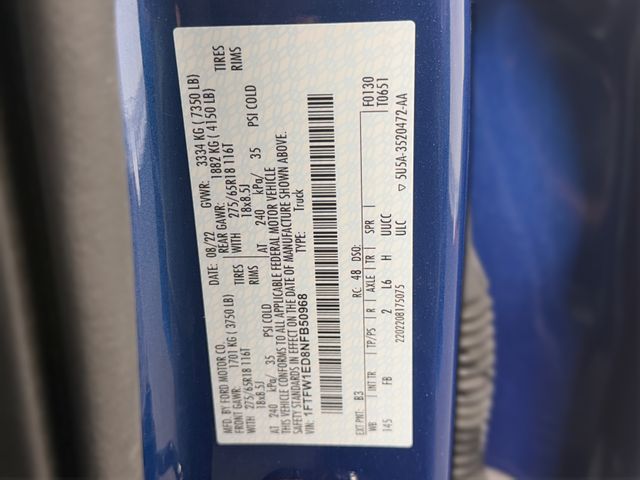 MFD. BY FORD MOTOR CO. DATE: 08/22 GVWR: 3334 KG ( 7350 LB)
FRONT GAWR: 1701 KG ( 3750 LB) REAR GAWR: 1882 KG ( 4150 LB)
WITH 275/65R18 116T TIRES WITH 275/65R18 116T TIRES
18x8.5J RIMS 18x8.5J RIMS
AT 240 kPa/ 35 PSI COLD AT 240 kPa/ 35 PSI COLD
THIS VEHICLE CONFORMS TO ALL APPLICABLE FEDERAL MOTOR VEHICLE
SAFETY STANDARDS IN EFFECT ON THE DATE OF MANUFACTURE SHOWN ABOVE.
VIN: 1FTFW1ED8NFB50968 TYPE: Truck
EXT PNT: B3 RC: 48 DSO: F0130
WB INT TR TP/PS R AXLE TR SPR T0651
145 FB 2 L6 H UUCC
2202208175075 ULC ▽ 5U5A-3520472-AA